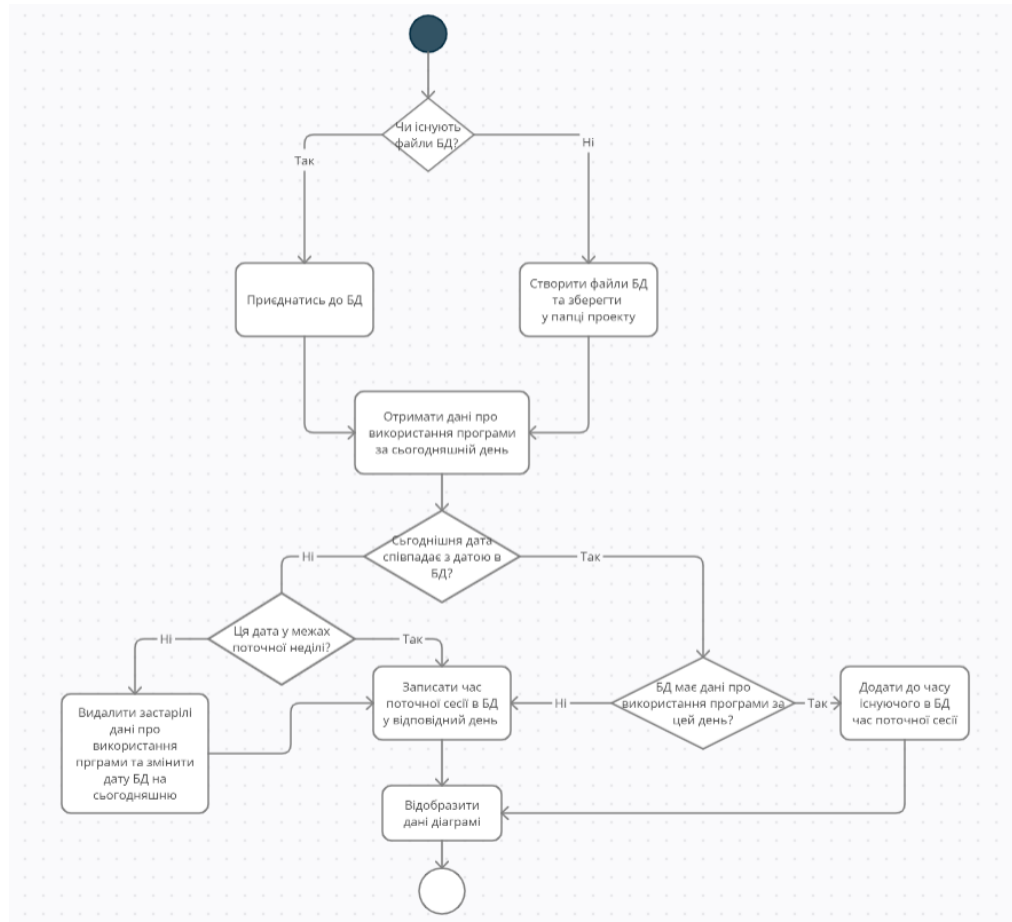 Чи існують
файли БД?
Так
Ні
Приєднатись до БД
Створити файли БД
та зберегти
у папці проекту
Отримати дані про
використання програми
за сьогодняшній день
Сьгоднішня дата
співпадає з датою в
БД?
Ні
Так
Ця дата у межах
поточної неділі?
Ні
Так
Записати час
поточної сесії в БД
у відповідний день
БД має дані про
використання програми за
цей день?
Ні
Так
Додати до часу
існуючого в БД
час поточної сесії
Видалити застарілі
дані про
використання
прграми та змінити
дату БД на
сьогодняшню
Відобразити
дані діаграмі